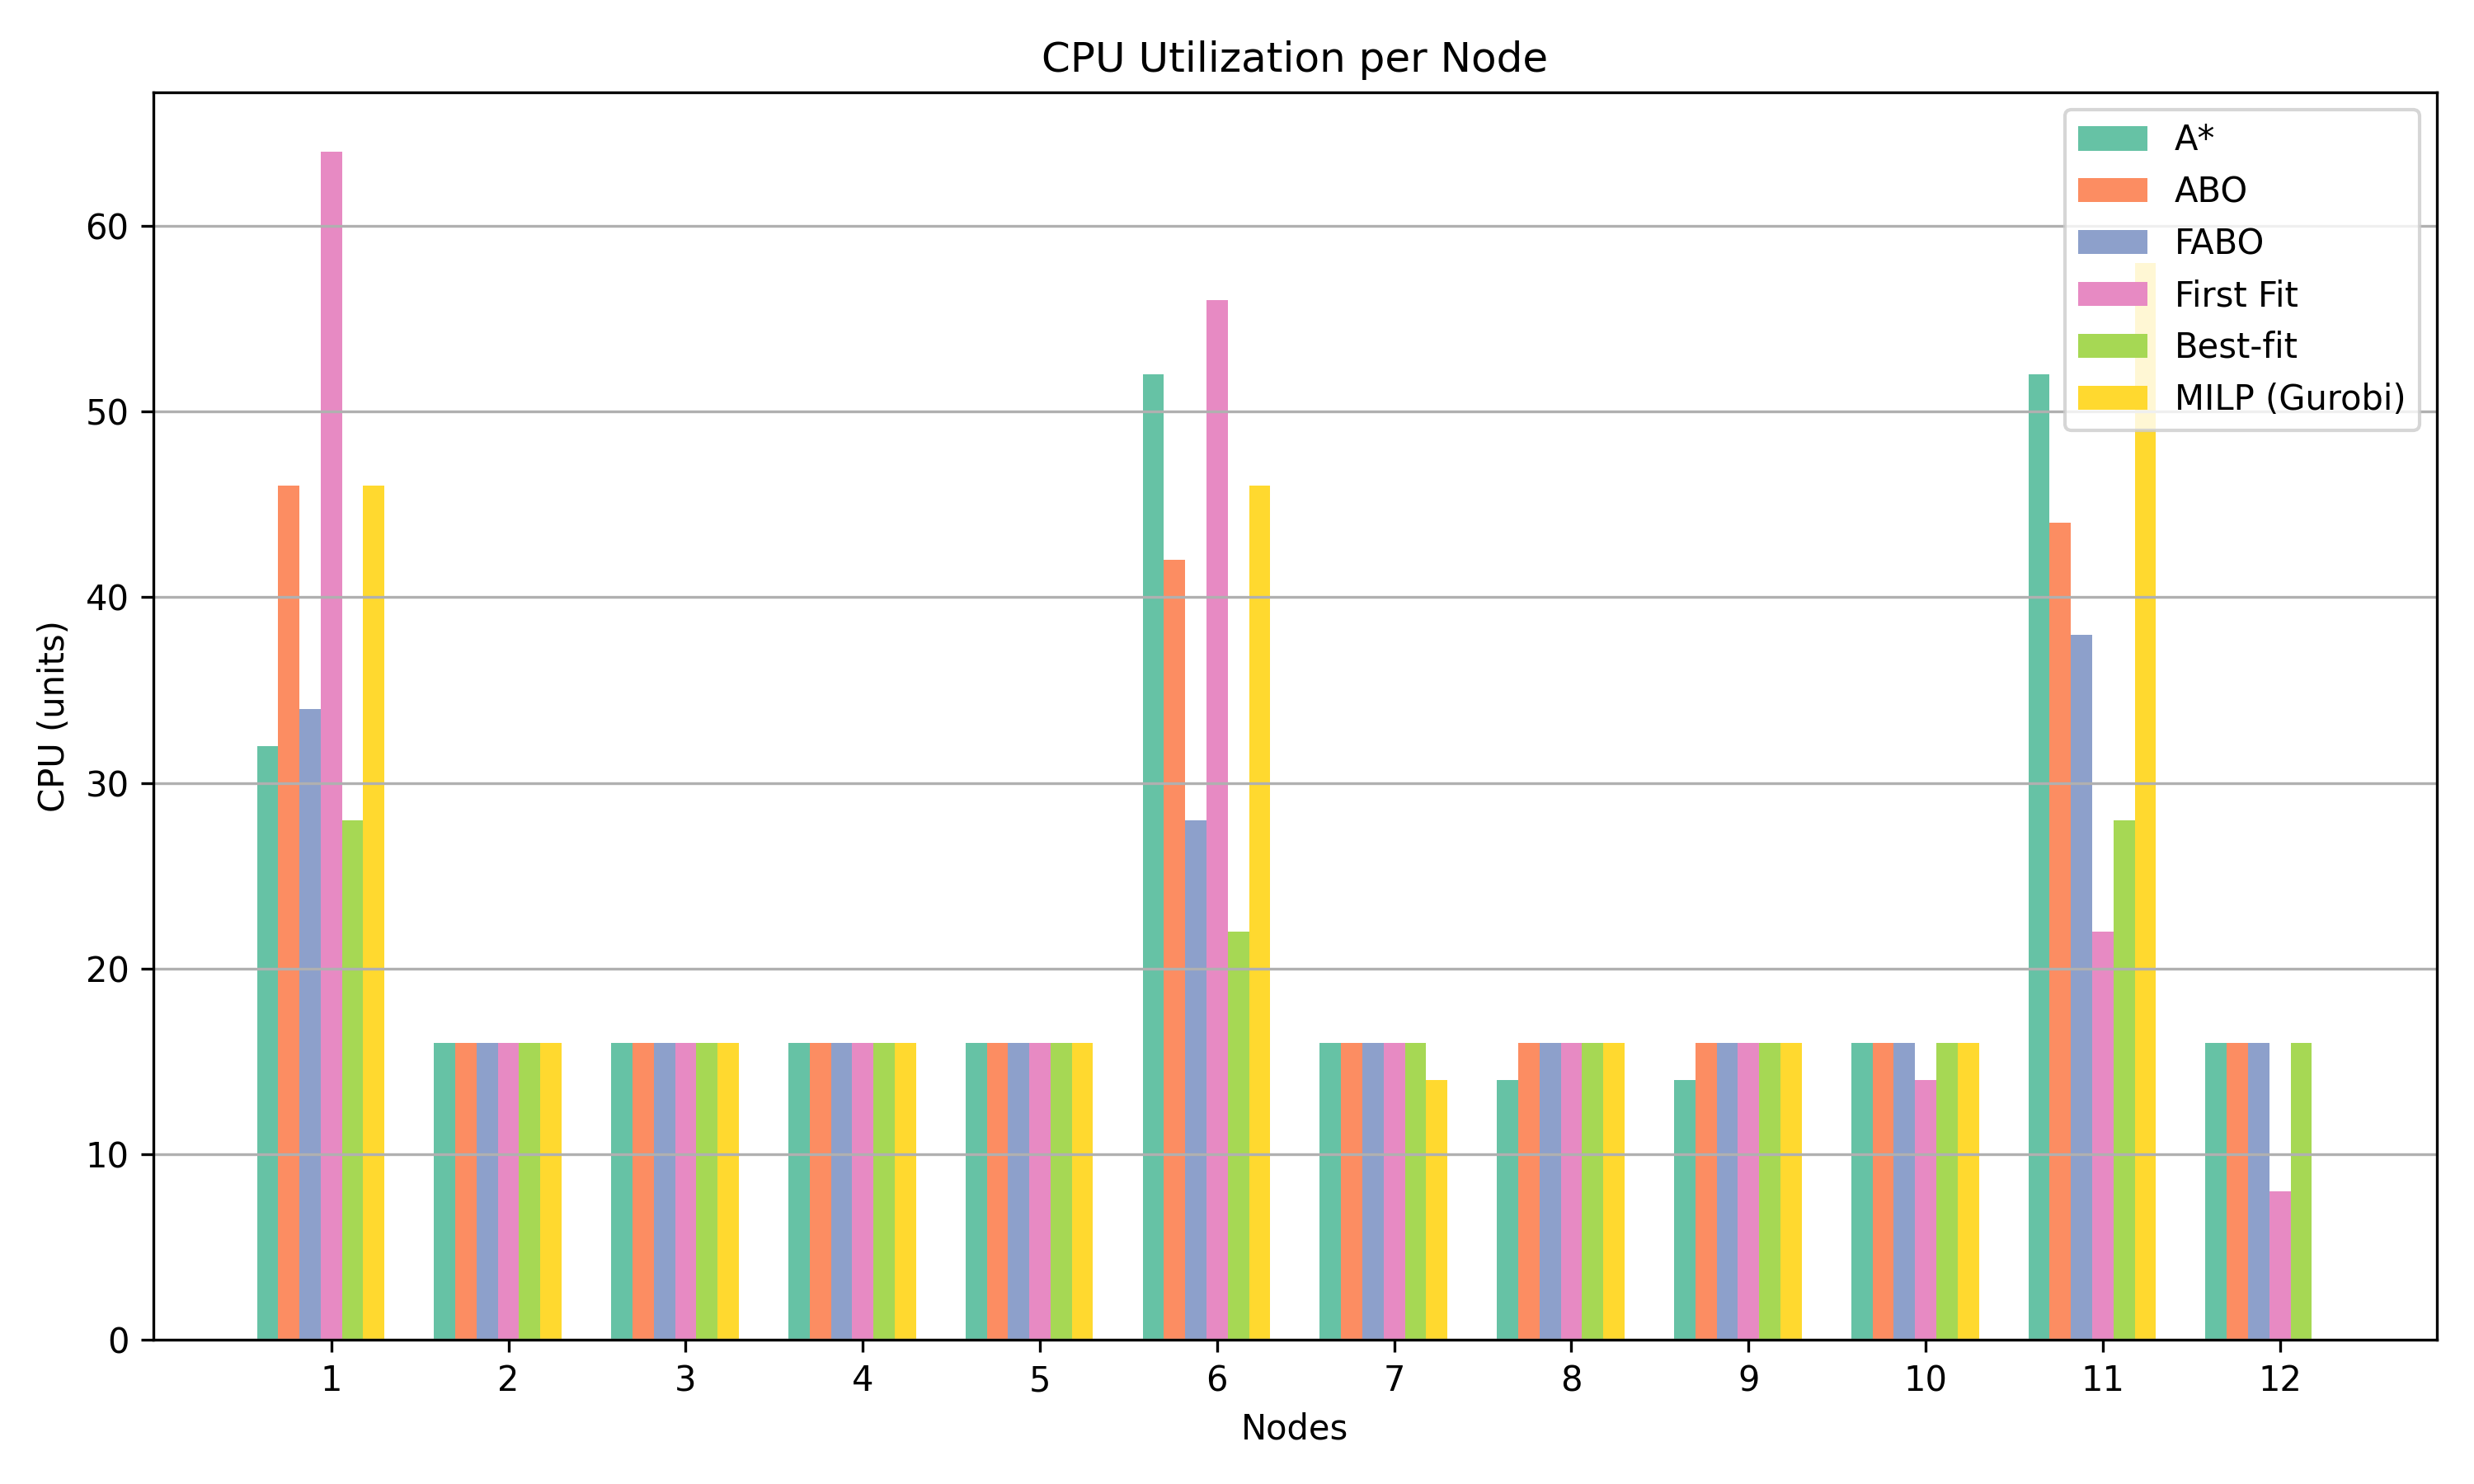 CPU Utilization per Node
A*
ABO
FABO
First Fit
Best-fit
MILP (Gurobi)
60
50
40
30
20
10
0
CPU (units)
1 2 3 4 5 6 7 8 9 10 11 12
Nodes